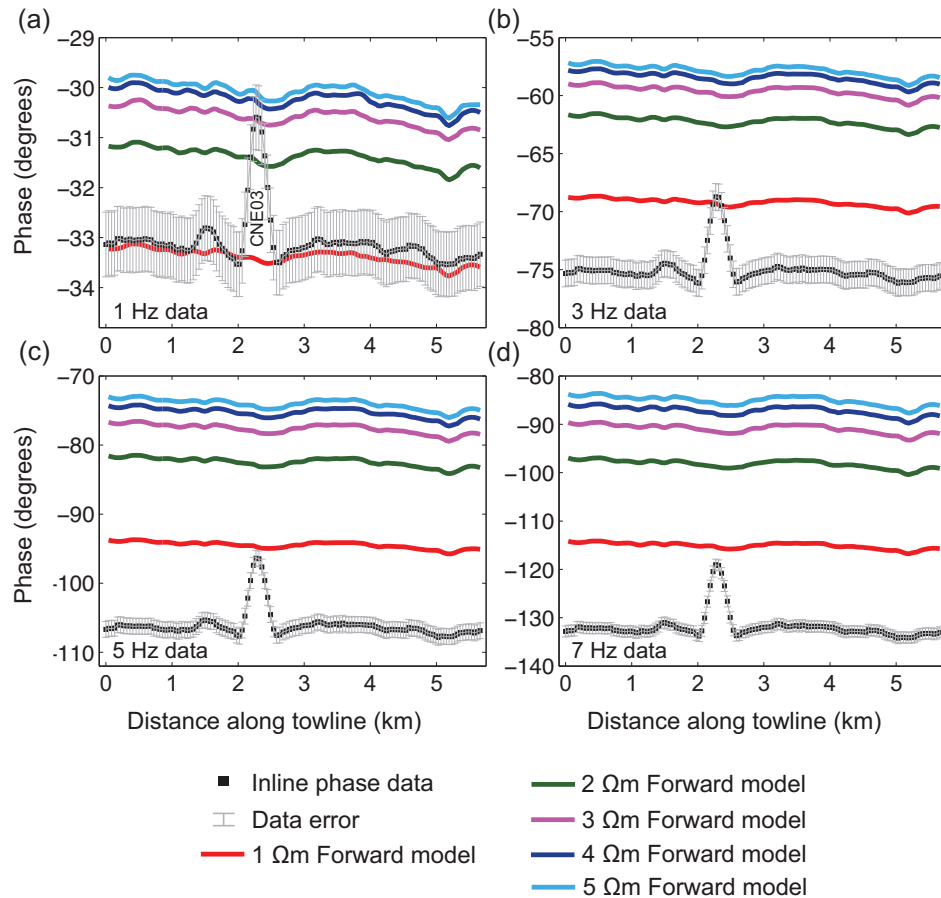 (a)
−29
−30
−31
−32
−33
−34
Phase (degrees)
CNE03
1 Hz data
0 1 2 3 4 5
(b)
−55
−60
−65
−70
−75
−80
3 Hz data
0 1 2 3 4 5
(c)
−70
−80
−90
-100
-110
Phase (degrees)
5 Hz data
0 1 2 3 4 5
Distance along towline (km)
(d)
−80
−90
−100
−110
−120
−130
−140
7 Hz data
0 1 2 3 4 5
Distance along towline (km)
Inline phase data
Data error
1 Ωm Forward model
2 Ωm Forward model
3 Ωm Forward model
4 Ωm Forward model
5 Ωm Forward model